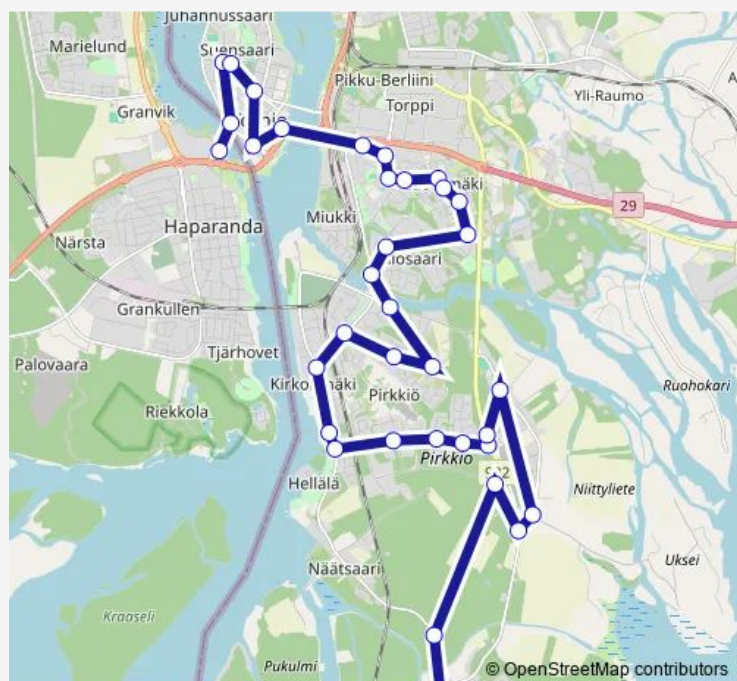 Juhannussaari
Marielund
Suensaari
Pikku-Berliini
Yli-Raumo
Torppi
Granvik
29
Haparanda
Miukki
Närsta
Grankullen
Palovaara
Tjärhovet
Ruohokari
Pirkkiö
Riekkola
Pirkkio
Niittyliete
Hellälä
Näätsaari
Uksei
Kraaseli
Pukulmi
© OpenStreetMap contributors